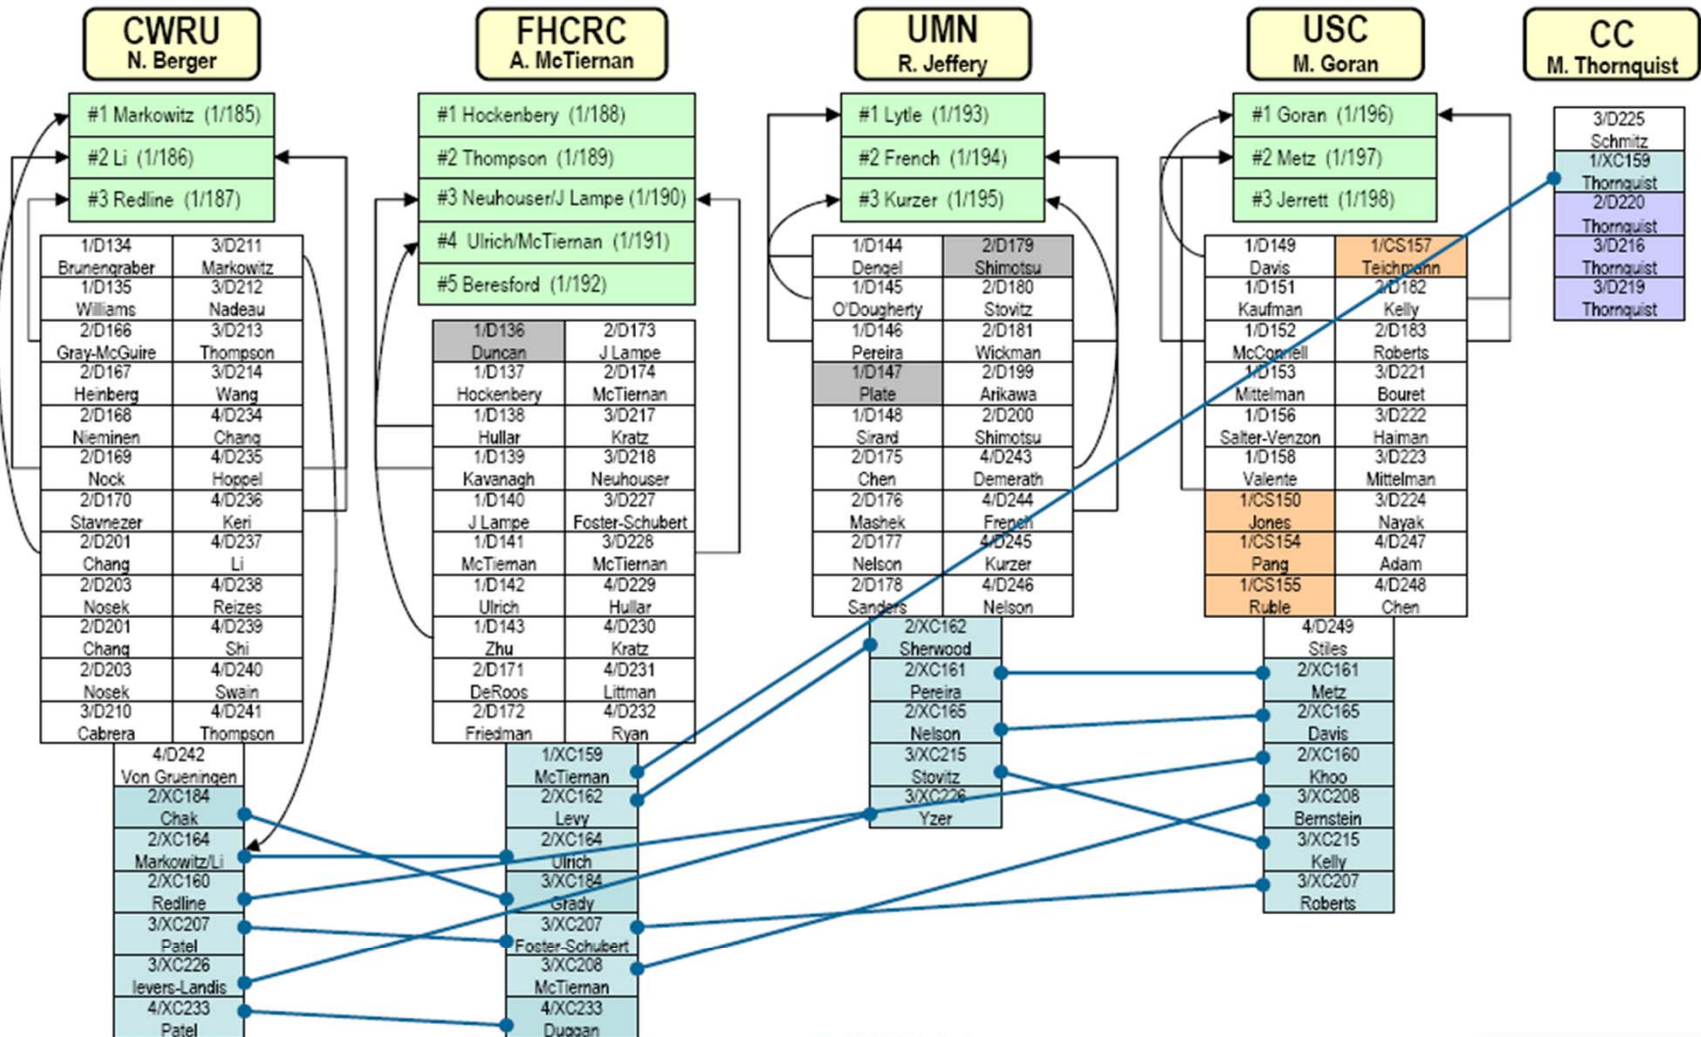 CWRU
N. Berger
#1 Markowitz (1/185)
#2 Li (1/186)
#3 Redline (1/187)
1/D134
Brunengraber
3/D211
Markowitz
1/D135
Williams
3/D212
Nadeau
2/D166
Gray-McGuire
3/D213
Thompson
2/D167
Heinberg
3/D214
Wang
2/D168
Nieminen
4/D234
Chang
2/D169
Nock
4/D235
Hoppel
2/D170
Stavnezer
4/D236
Keri
2/D201
Chang
4/D237
Li
2/D203
Nosek
4/D238
Reizes
2/D201
Chang
4/D239
Shi
2/D203
Nosek
4/D240
Swain
3/D210
Cabrera
4/D241
Thompson
4/D242
Von Grueningen
2/XC184
Chak
2/XC164
Markowitz/Li
2/XC160
Redline
3/XC207
Patel
3/XC226
Ievers-Landis
4/XC233
Patel
FHCRC
A. McTiernan
#1 Hockenbery (1/188)
#2 Thompson (1/189)
#3 Neuhouser/J Lampe (1/190)
#4 Ulrich/McTiernan (1/191)
#5 Beresford (1/192)
1/D136
Duncan
2/D173
J Lampe
1/D137
Hockenbery
2/D174
McTiernan
1/D138
Hullar
3/D217
Kratz
1/D139
Kavanagh
3/D218
Neuhouser
1/D140
J Lampe
3/D227
Foster-Schubert
1/D141
McTiernan
3/D228
McTiernan
1/D142
Ulrich
4/D229
Hullar
1/D143
Zhu
4/D230
Kratz
2/D171
DeRoos
4/D231
Littman
2/D172
Friedman
4/D232
Ryan
1/XC159
McTiernan
2/XC162
Levy
2/XC164
Ulrich
3/XC184
Grady
3/XC207
Foster-Schubert
3/XC208
McTiernan
4/XC233
Duggan
UMN
R. Jeffery
#1 Lytle (1/193)
#2 French (1/194)
#3 Kurzer (1/195)
1/D144
Dengel
2/D179
Shimotsu
1/D145
O'Dougherty
2/D180
Stovitz
1/D146
Pereira
2/D181
Wickman
1/D147
Plate
2/D199
Arikawa
1/D148
Sirard
2/D200
Shimotsu
2/D175
Chen
4/D243
Demerath
2/D176
Mashek
4/D244
French
2/D177
Nelson
4/D245
Kurzer
2/D178
Sanders
4/D246
Nelson
2/XC162
Sherwood
2/XC161
Pereira
2/XC165
Nelson
3/XC215
Stovitz
3/XC226
Yzer
USC
M. Goran
#1 Goran (1/196)
#2 Metz (1/197)
#3 Jerrett (1/198)
1/D149
Davis
1/CS157
Teichmann
1/D151
Kaufman
2/D182
Kelly
1/D152
McConnell
2/D183
Roberts
1/D153
Mittelman
3/D221
Bouret
1/D156
Salter-Venzon
3/D222
Haiman
1/D158
Valente
3/D223
Mittelman
1/CS150
Jones
3/D224
Nayak
1/CS154
Pang
4/D247
Adam
1/CS155
Ruble
4/D248
Chen
4/D249
Stiles
2/XC161
Metz
2/XC165
Davis
2/XC160
Khoo
3/XC208
Bernstein
3/XC215
Kelly
3/XC207
Roberts
CC
M. Thornquist
3/D225
Schmitz
1/XC159
Thornquist
2/D220
Thornquist
3/D216
Thornquist
3/D219
Thornquist